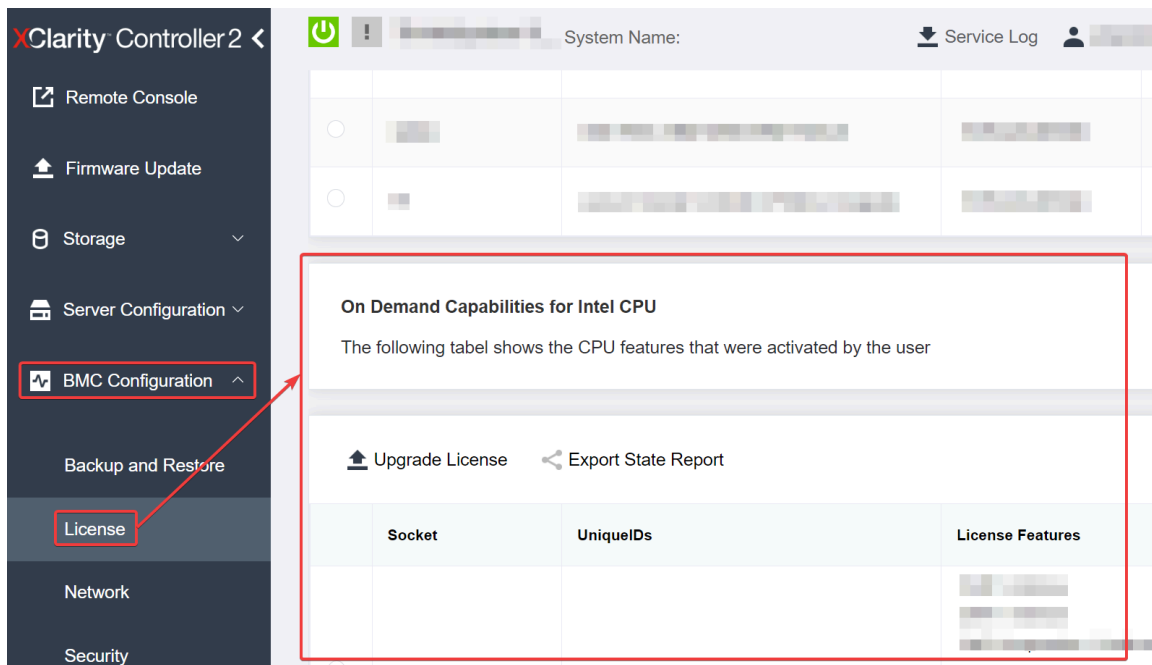 XClarity Controller 2
System Name:
Service Log
Remote Console
Firmware Update
Storage
Server Configuration
BMC Configuration
Backup and Restore
License
Network
Security
On Demand Capabilities for Intel CPU
The following tabel shows the CPU features that were activated by the user
Upgrade License
Export State Report
Socket
UniqueIDs
License Features